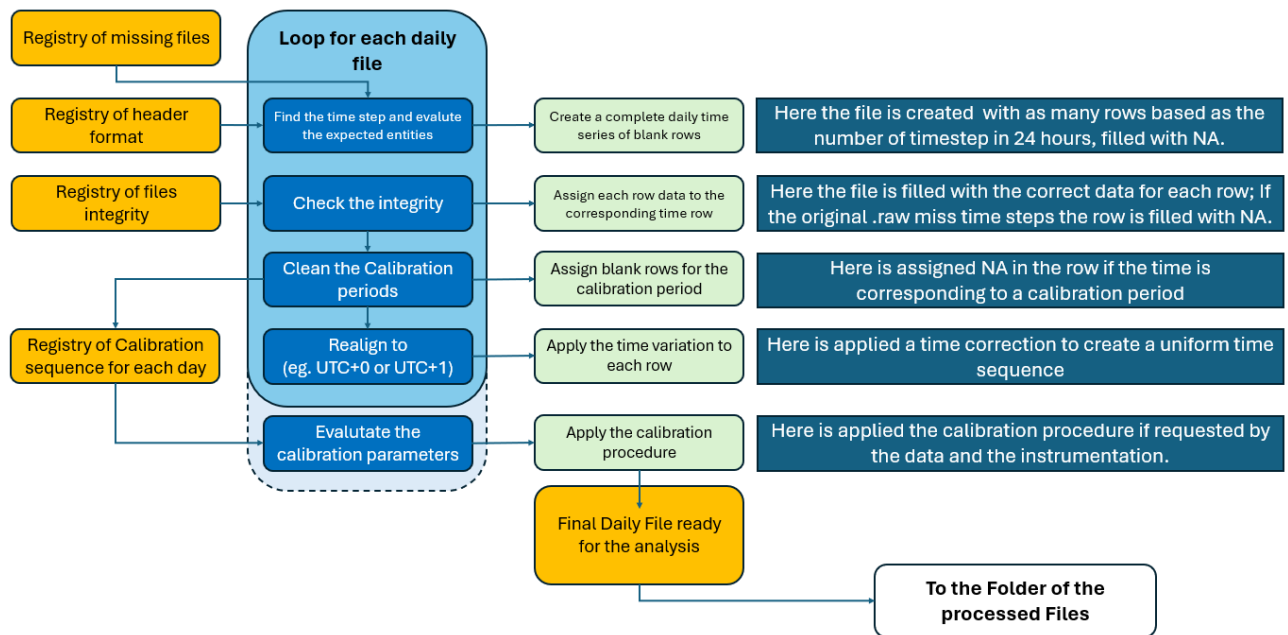 Registry of missing files
Loop for each daily
file
Registry of header
format
Find the time step and evalute
the expected entities
Create a complete daily time
series of blank rows
Here the file is created with as many rows based as the
number of timestep in 24 hours, filled with NA.
Registry of files
integrity
Check the integrity
Assign each row data to the
corresponding time row
Here the file is filled with the correct data for each row; If
the original .raw miss time steps the row is filled with NA.
Clean the Calibration
periods
Assign blank rows for the
calibration period
Here is assigned NA in the row if the time is
corresponding to a calibration period
Registry of Calibration
sequence for each day
Realign to
(eg. UTC+0 or UTC+1)
Apply the time variation to
each row
Here is applied a time correction to create a uniform time
sequence
Evalutate the
calibration parameters
Apply the calibration
procedure
Here is applied the calibration procedure if requested by
the data and the instrumentation.
Final Daily File ready
for the analysis
To the Folder of the
processed Files